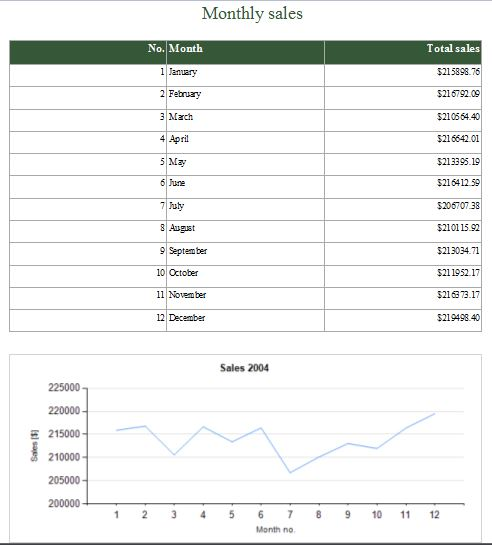 Monthly sales
No. Month Total sales
1 January $215898.76
2 February $216792.09
3 March $210564.40
4 April $216642.01
5 May $213395.19
6 June $216412.59
7 July $206707.38
8 August $210115.92
9 September $213034.71
10 October $211952.17
11 November $216373.17
12 December $219498.40
Sales 2004
225000
220000
215000
210000
205000
200000
Sales [$]
1 2 3 4 5 6 7 8 9 10 11 12
Month no.